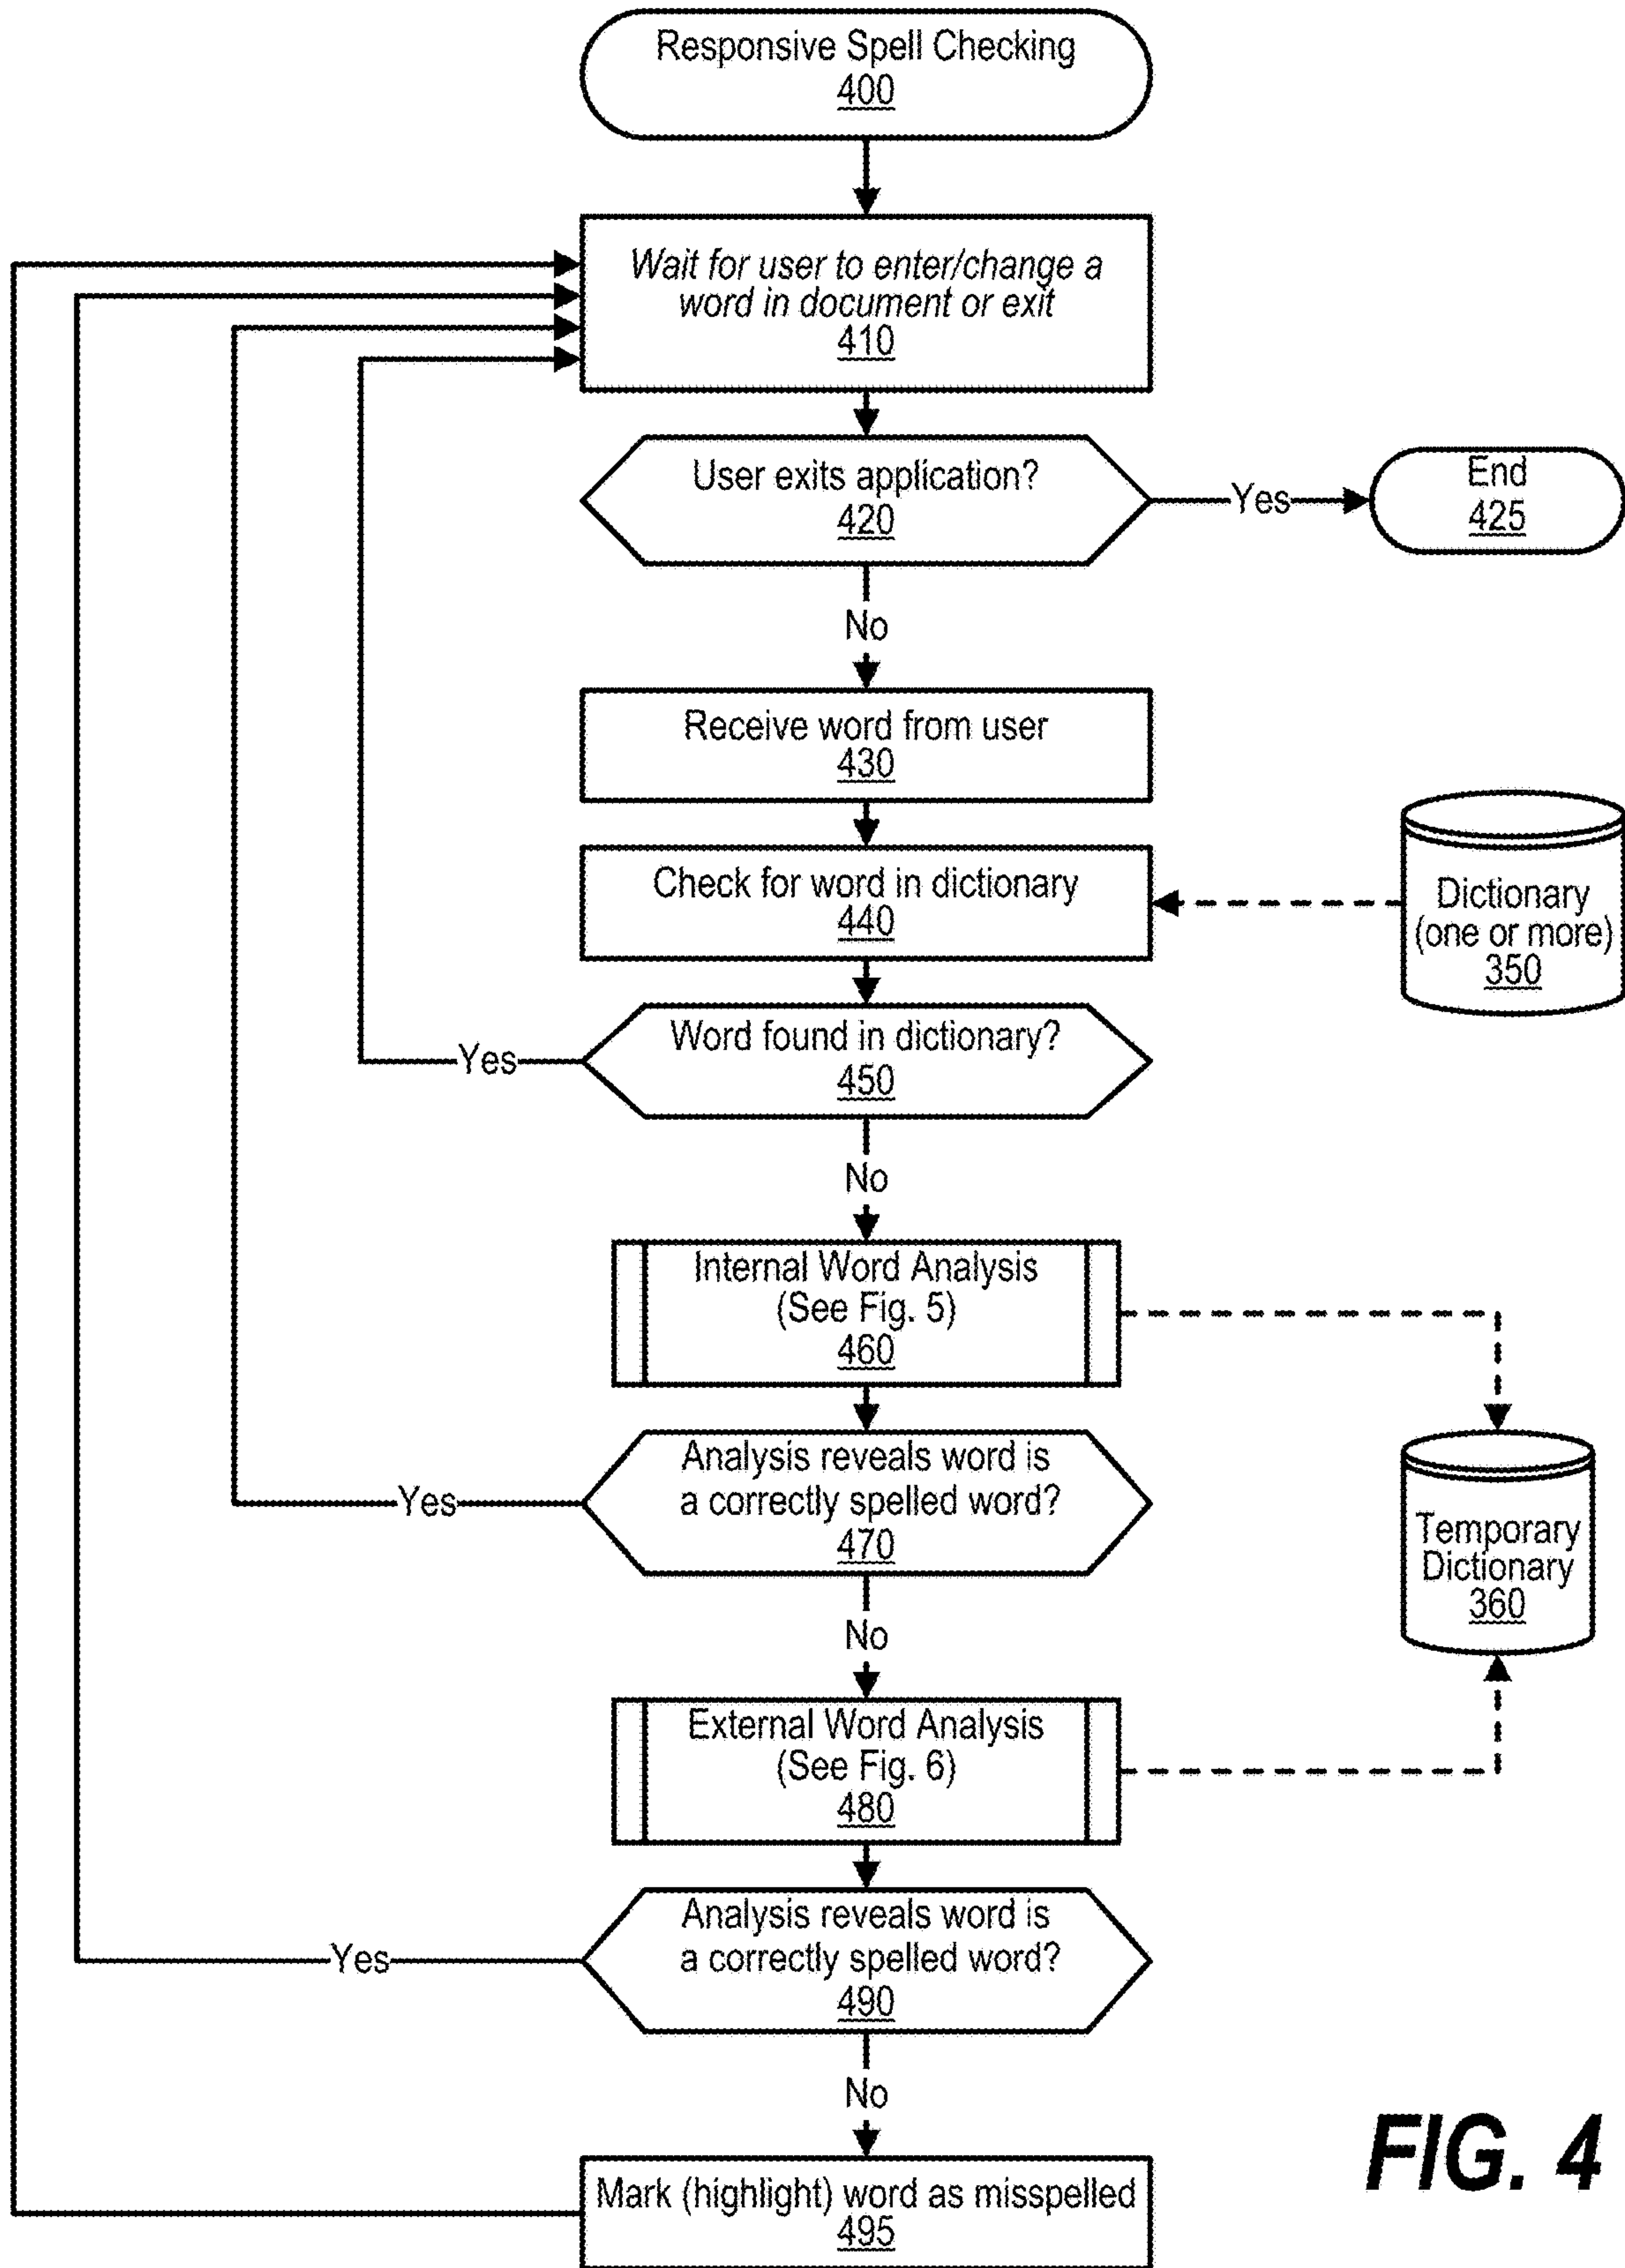 Responsive Spell Checking
400
Wait for user to enter/change a
word in document or exit
410
User exits application?
420
Yes
End
425
No
Receive word from user
430
Check for word in dictionary
440
Dictionary
(one or more)
350
Word found in dictionary?
450
Yes
No
Internal Word Analysis
(See Fig. 5)
460
Analysis reveals word is
a correctly spelled word?
470
Yes
Temporary
Dictionary
360
No
External Word Analysis
(See Fig. 6)
480
Analysis reveals word is
a correctly spelled word?
490
Yes
No
Mark (highlight) word as misspelled
495
FIG. 4